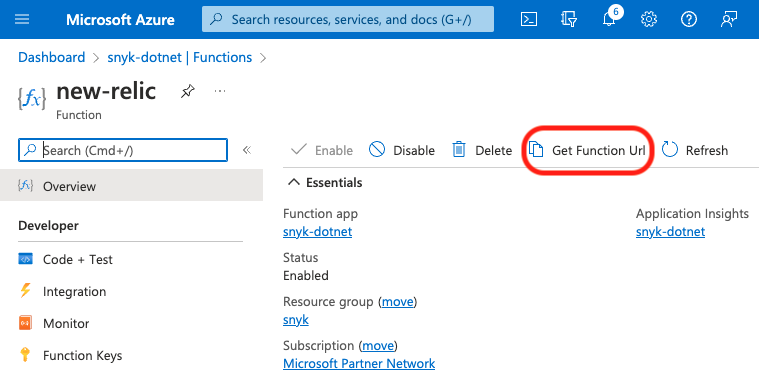 Microsoft Azure
Search resources, services, and docs (G+/)
6
Dashboard > snyk-dotnet | Functions >
{fx} new-relic ...
Function
Search (Cmd+/) «
Enable Disable Delete Get Function Url Refresh
Overview
Essentials
Developer
Code + Test
Integration
Monitor
Function Keys
Function app
snyk-dotnet
Application Insights
snyk-dotnet
Status
Enabled
Resource group (move)
snyk
Subscription (move)
Microsoft Partner Network